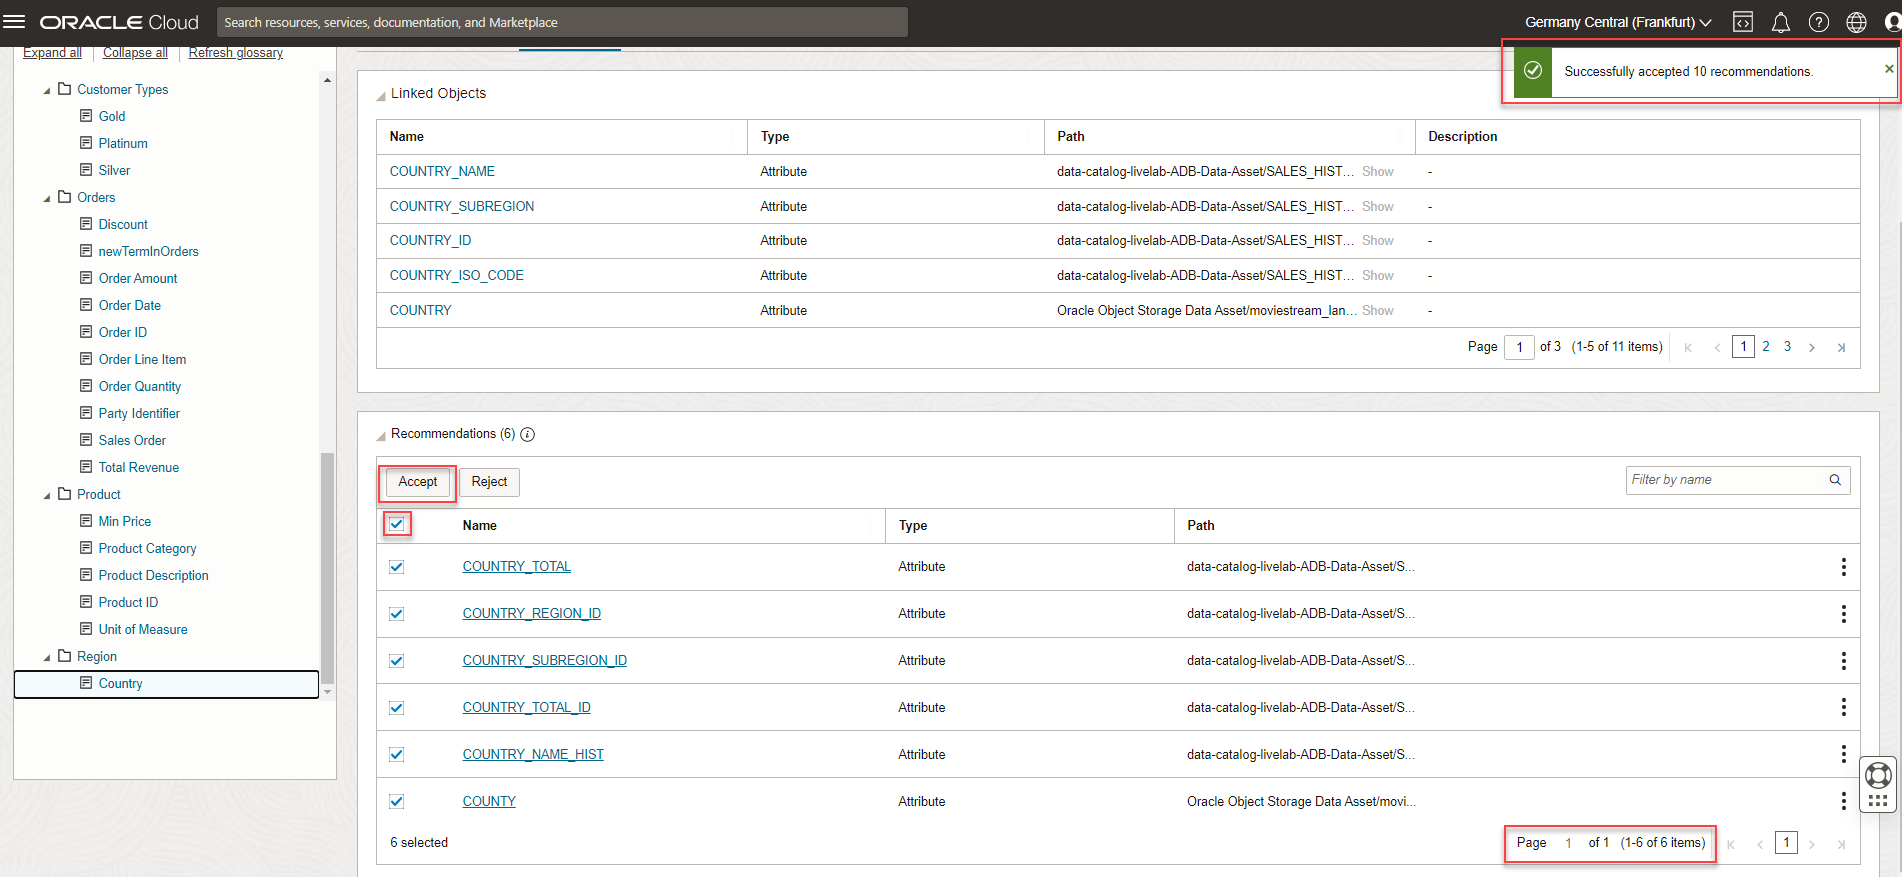 ORACLE Cloud
Search resources, services, documentation, and Marketplace
Germany Central (Frankfurt)
Expand all
Collapse all
Refresh glossary
Customer Types
Gold
Platinum
Silver
Orders
Discount
newTermInOrders
Order Amount
Order Date
Order ID
Order Line Item
Order Quantity
Party Identifier
Sales Order
Total Revenue
Product
Min Price
Product Category
Product Description
Product ID
Unit of Measure
Region
Country
Successfully accepted 10 recommendations.
Linked Objects
Name Type Path Description
COUNTRY_NAME Attribute data-catalog-livelab-ADB-Data-Asset/SALES_HIST... Show -
COUNTRY_SUBREGION Attribute data-catalog-livelab-ADB-Data-Asset/SALES_HIST... Show -
COUNTRY_ID Attribute data-catalog-livelab-ADB-Data-Asset/SALES_HIST... Show -
COUNTRY_ISO_CODE Attribute data-catalog-livelab-ADB-Data-Asset/SALES_HIST... Show -
COUNTRY Attribute Oracle Object Storage Data Asset/moviestream_lan... Show -
Page 1 of 3 (1-5 of 11 items) 1 2 3
Recommendations (6)
Accept Reject Filter by name
Name Type Path
COUNTRY_TOTAL Attribute data-catalog-livelab-ADB-Data-Asset/S...
COUNTRY_REGION_ID Attribute data-catalog-livelab-ADB-Data-Asset/S...
COUNTRY_SUBREGION_ID Attribute data-catalog-livelab-ADB-Data-Asset/S...
COUNTRY_TOTAL_ID Attribute data-catalog-livelab-ADB-Data-Asset/S...
COUNTRY_NAME_HIST Attribute data-catalog-livelab-ADB-Data-Asset/S...
COUNTY Attribute Oracle Object Storage Data Asset/movi...
6 selected Page 1 of 1 (1-6 of 6 items) 1